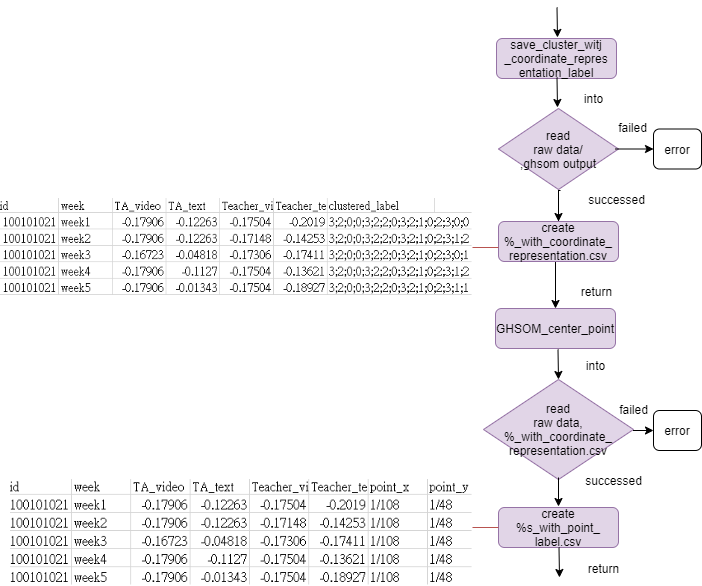 save_cluster_witj
_coordinate_repres
entation_label
into
read
raw data/
ghsom output
failed
error
successed
id week TA_video TA_text Teacher_vi Teacher_te clustered_label
100101021 week1 -0.17906 -0.12263 -0.17504 -0.2019 3;2;0;0;3;2;2;0;3;2;1;0;2;3;0;0
100101021 week2 -0.17906 -0.12263 -0.17148 -0.14253 3;2;0;0;3;2;2;0;3;2;1;0;2;3;1;2
100101021 week3 -0.16723 -0.04818 -0.17306 -0.17411 3;2;0;0;3;2;2;0;3;2;1;0;2;3;0;1
100101021 week4 -0.17906 -0.1127 -0.17504 -0.13621 3;2;0;0;3;2;2;0;3;2;1;0;2;3;1;2
100101021 week5 -0.17906 -0.01343 -0.17504 -0.18927 3;2;0;0;3;2;2;0;3;2;1;0;2;3;1;1
create
%_with_coordinate_
representation.csv
return
GHSOM_center_point
into
read
raw data,
%_with_coordinate_
representation.csv
failed
error
successed
id week TA_video TA_text Teacher_vi Teacher_te point_x point_y
100101021 week1 -0.17906 -0.12263 -0.17504 -0.2019 1/108 1/48
100101021 week2 -0.17906 -0.12263 -0.17148 -0.14253 1/108 1/48
100101021 week3 -0.16723 -0.04818 -0.17306 -0.17411 1/108 1/48
100101021 week4 -0.17906 -0.1127 -0.17504 -0.13621 1/108 1/48
100101021 week5 -0.17906 -0.01343 -0.17504 -0.18927 1/108 1/48
create
%s_with_point_
label.csv
return